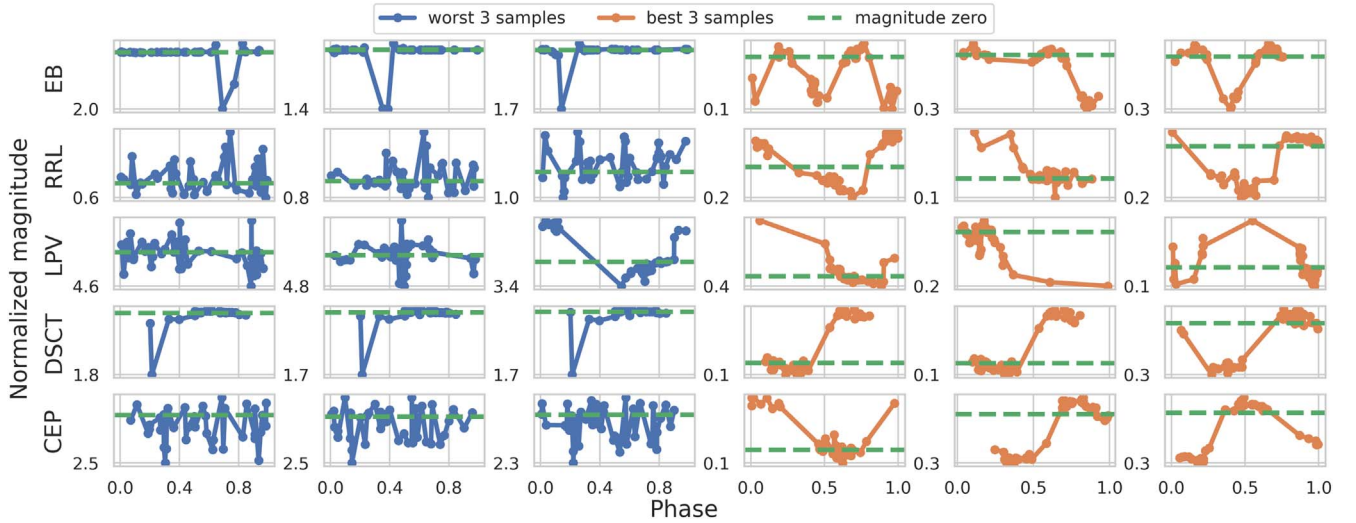 worst 3 samples best 3 samples magnitude zero
Normalized magnitude
EB
2.0 1.4 1.7 0.1 0.3 0.3
RRL
0.6 0.8 1.0 0.2 0.1 0.2
LPV
4.6 4.8 3.4 0.4 0.2 0.1
DSCT
1.8 1.7 1.7 0.1 0.1 0.3
CEP
2.5 2.5 2.3 0.1 0.3 0.3
0.0 0.4 0.8 0.0 0.4 0.8 0.0 0.4 0.8 0.0 0.5 1.0 0.0 0.5 1.0 0.0 0.5 1.0
Phase